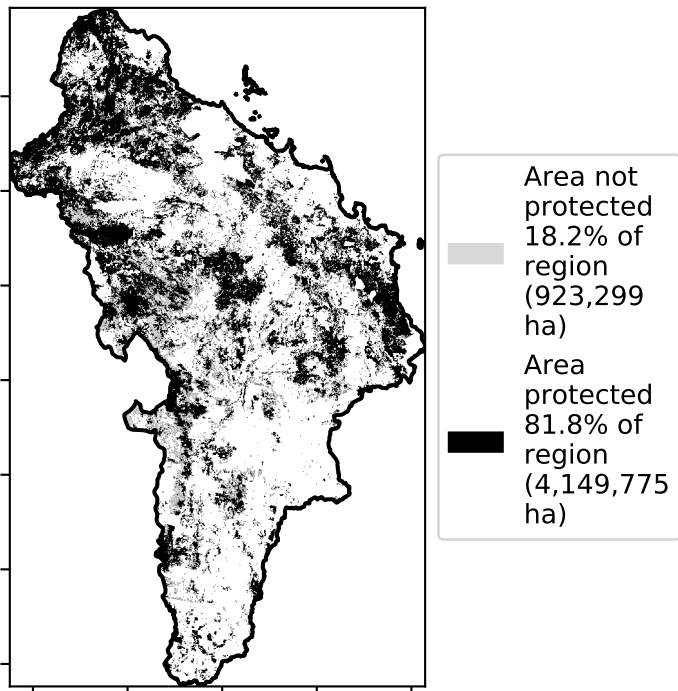 Area not
protected
18.2% of
region
(923,299
ha)
Area
protected
81.8% of
region
(4,149,775
ha)